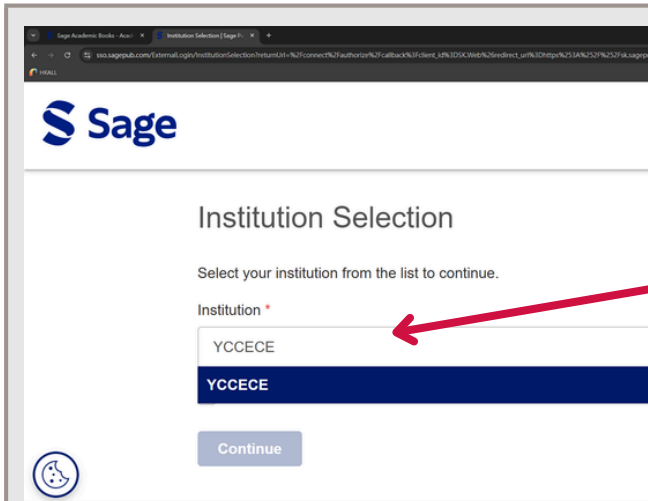 Sage Academic Books - Acad
Institution Selection | Sage P
sso.sagepub.com/ExternalLogin/InstitutionSelection?returnUrl=%2Fconnect%2Fauthorize%2Fcallback%3Fclient_id%3DSK.Web%26redirect_uri%3Dhttps%253A%252F%252Fsk.sagep
HKALL
Sage
Institution Selection
Select your institution from the list to continue.
Institution *
YCCECE
YCCECE
Continue